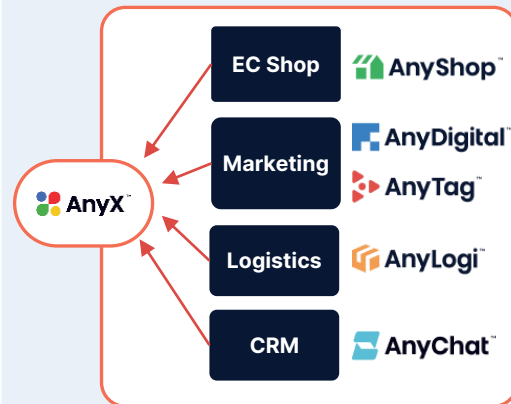 EC Shop
AnyShop™
Marketing
AnyDigital™
AnyTag™
AnyX™
Logistics
AnyLogi™
CRM
AnyChat™